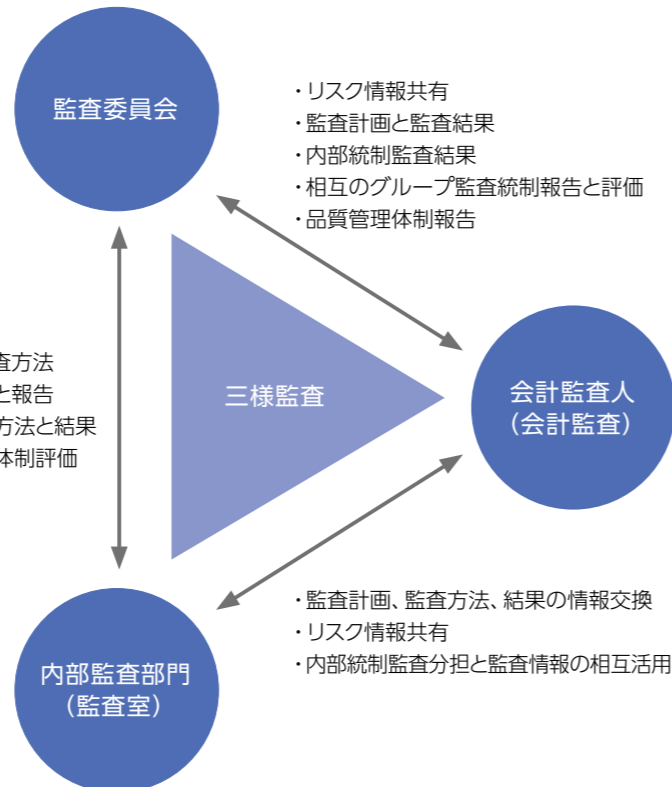 監査委員会
・リスク情報共有
・監査計画と監査結果
・内部統制監査結果
・相互のグループ監査統制報告と評価
・品質管理体制報告
査方法
と報告
方法と結果
体制評価
三様監査
会計監査人
（会計監査）
・監査計画、監査方法、結果の情報交換
・リスク情報共有
・内部統制監査分担と監査情報の相互活用
内部監査部門
（監査室）